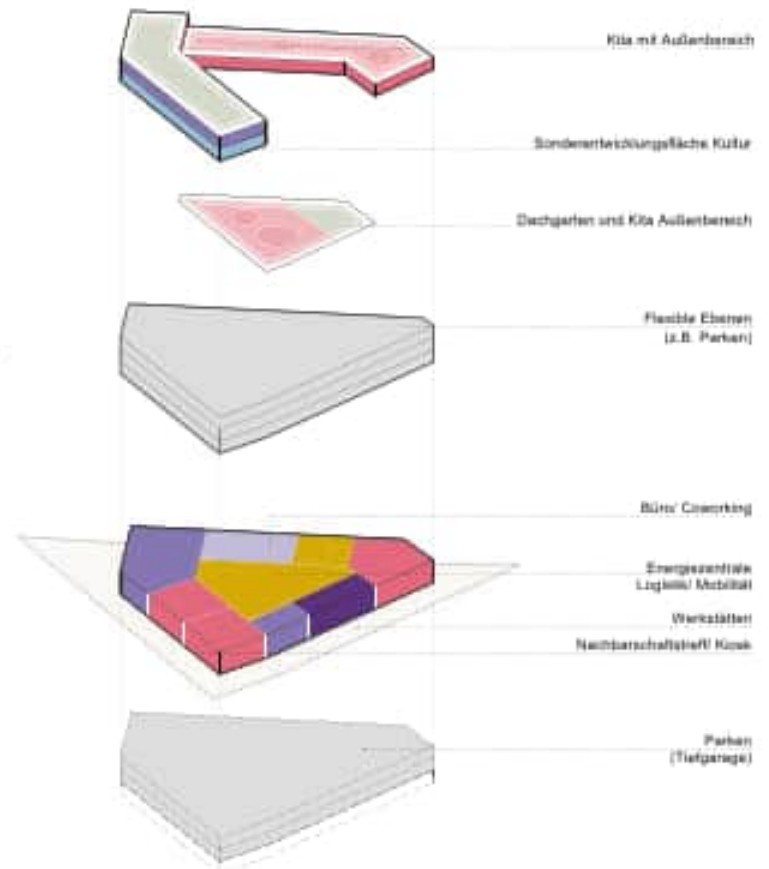 Kita mit Außenbereich
Sonderentwicklungsfläche Kultur
Dachgarten und Kita Außenbereich
Flexible Ebenen
(z.B. Parken)
Büro/ Coworking
Energiezentrale
Logistik/ Mobilität
Werkstätten
Nachbarschaftstreff/ Kiosk
Parken
(Tiefgarage)